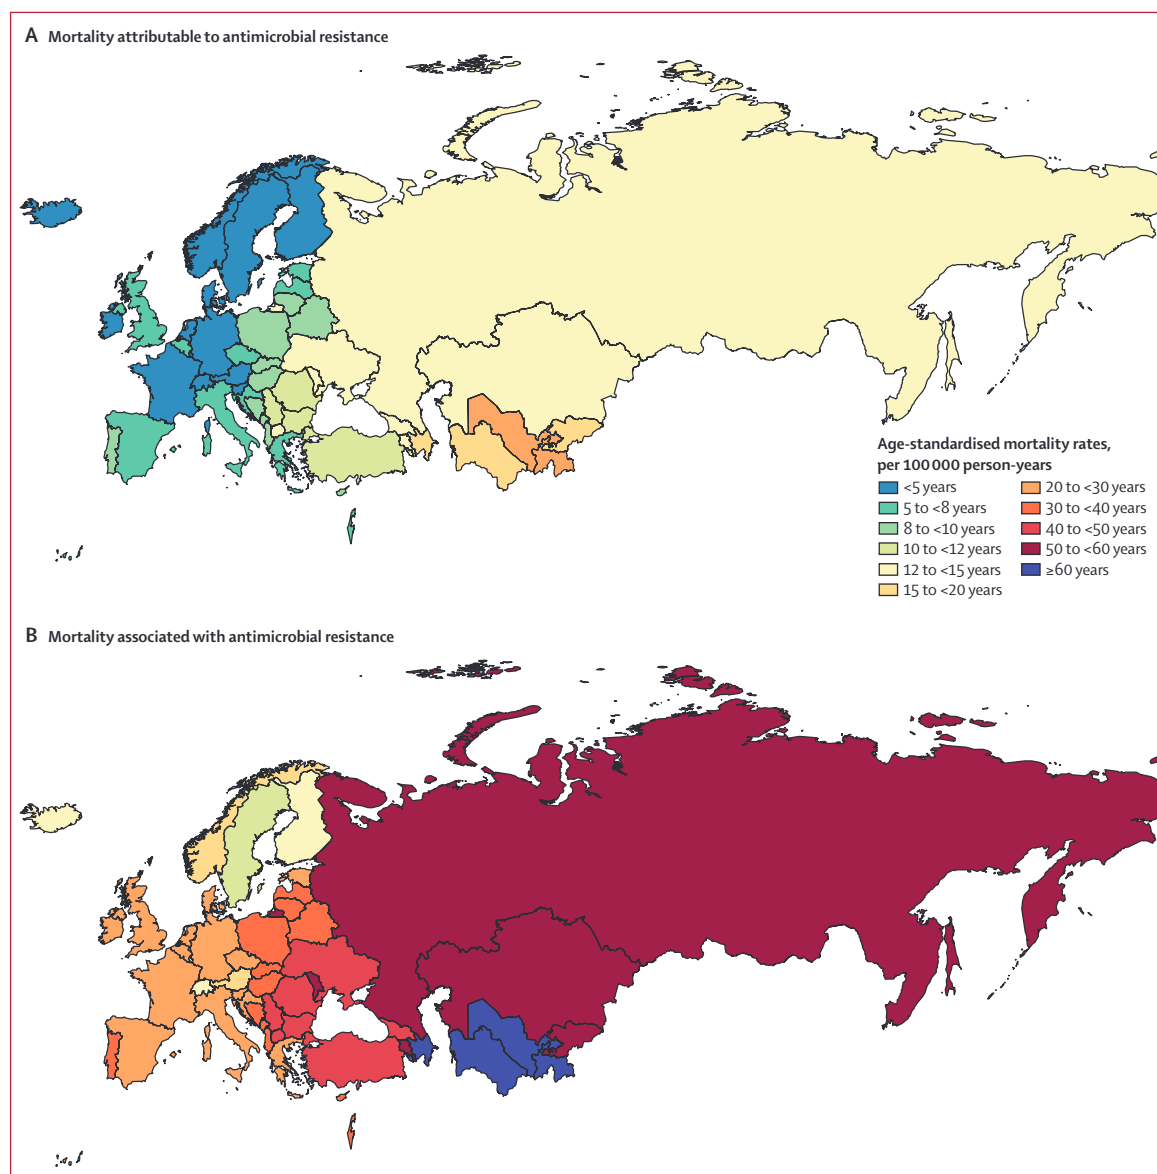 A Mortality attributable to antimicrobial resistance
Age-standardised mortality rates,
per 100 000 person-years
<5 years
5 to <8 years
8 to <10 years
10 to <12 years
12 to <15 years
15 to <20 years
20 to <30 years
30 to <40 years
40 to <50 years
50 to <60 years
≥60 years
B Mortality associated with antimicrobial resistance